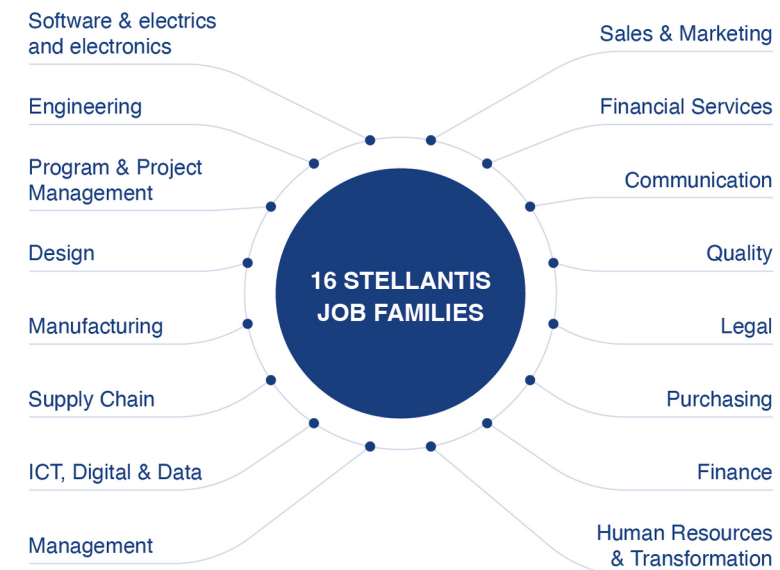 Software & electrics
and electronics
Engineering
Program & Project
Management
Design
Manufacturing
Supply Chain
ICT, Digital & Data
Management
16 STELLANTIS
JOB FAMILIES
Sales & Marketing
Financial Services
Communication
Quality
Legal
Purchasing
Finance
Human Resources
& Transformation